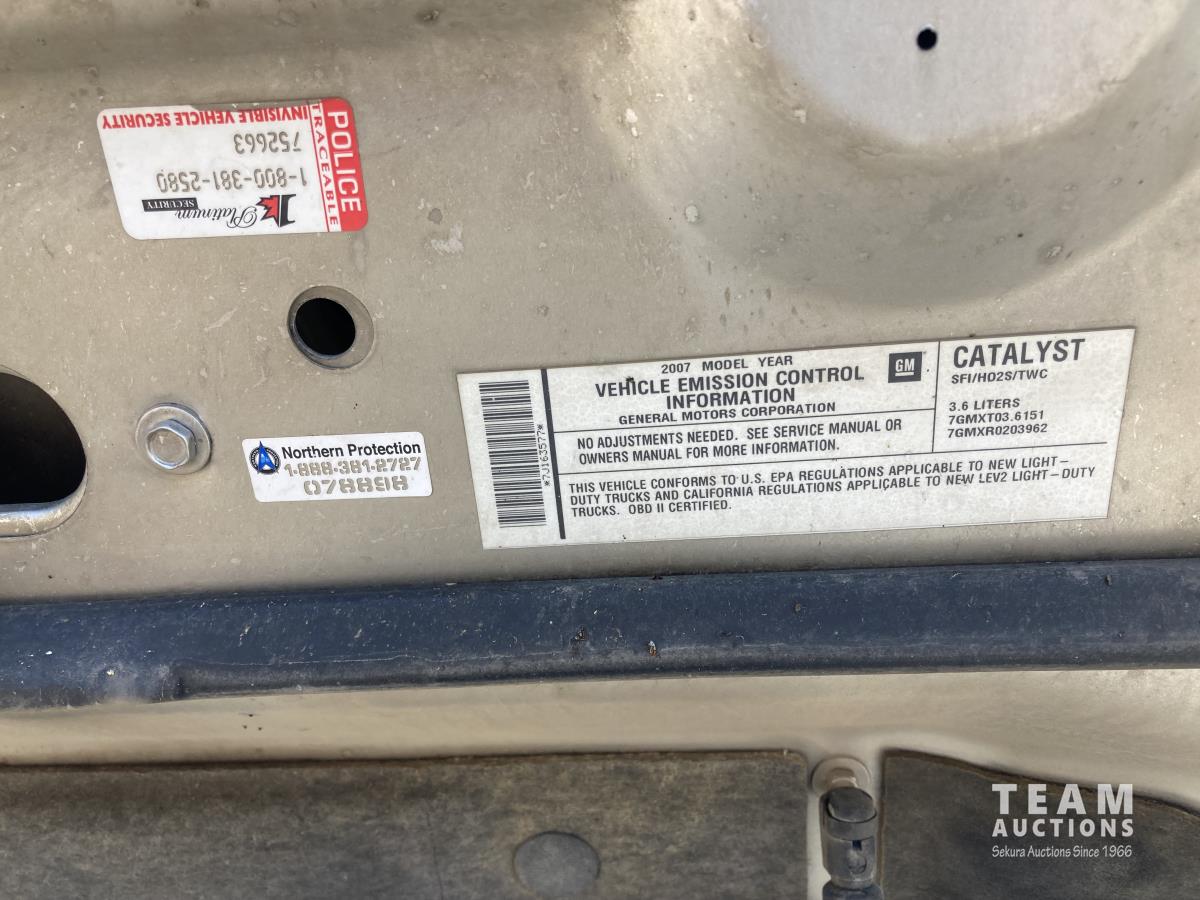 POLICE
TRACEABLE
INVISIBLE VEHICLE SECURITY
752663
1-800-381-2580
Platinum
SECURITY
Northern Protection
1-888-381-2727
078898
*7J163577*
2007 MODEL YEAR
VEHICLE EMISSION CONTROL
INFORMATION
GENERAL MOTORS CORPORATION
GM
NO ADJUSTMENTS NEEDED. SEE SERVICE MANUAL OR
OWNERS MANUAL FOR MORE INFORMATION.
CATALYST
SFI/HO2S/TWC
3.6 LITERS
7GMXT03.6151
7GMXR0203962
THIS VEHICLE CONFORMS TO U.S. EPA REGULATIONS APPLICABLE TO NEW LIGHT-
DUTY TRUCKS AND CALIFORNIA REGULATIONS APPLICABLE TO NEW LEV2 LIGHT-DUTY
TRUCKS. OBD II CERTIFIED.
TEAM
AUCTIONS
Sekura Auctions Since 1966